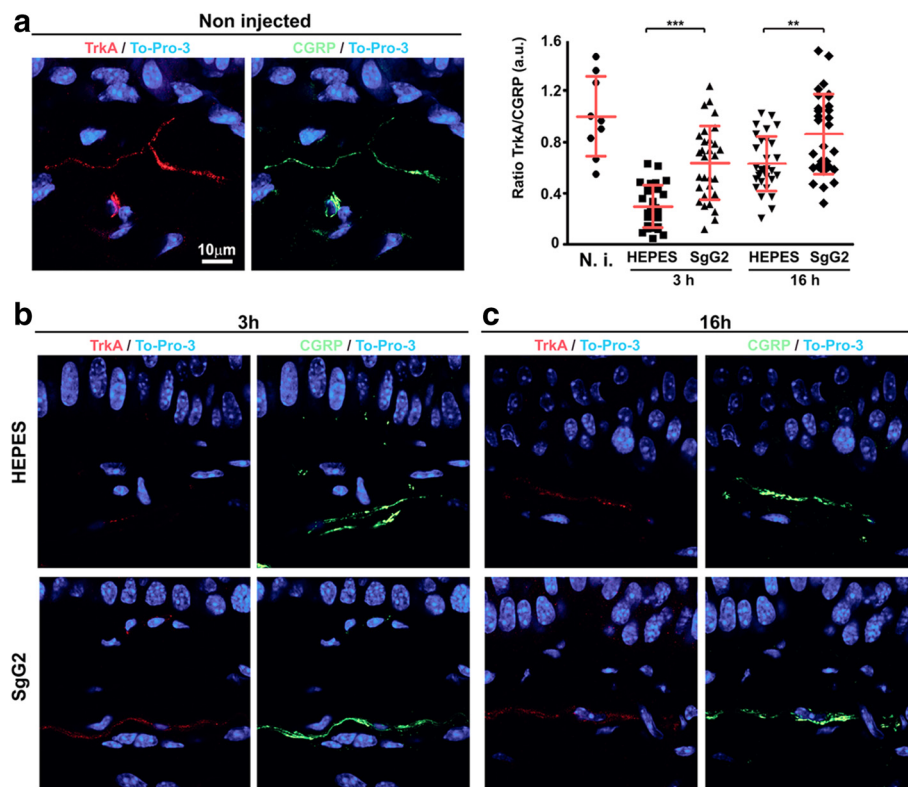 a
Non injected
TrkA / To-Pro-3
CGRP / To-Pro-3
10µm
Ratio TrkA/CGRP (a.u.)
1.6
1.2
0.8
0.4
0
***
**
N. i.
HEPES SgG2 HEPES SgG2
3 h 16 h
b
3h
TrkA / To-Pro-3
CGRP / To-Pro-3
c
16h
TrkA / To-Pro-3
CGRP / To-Pro-3
HEPES
SgG2